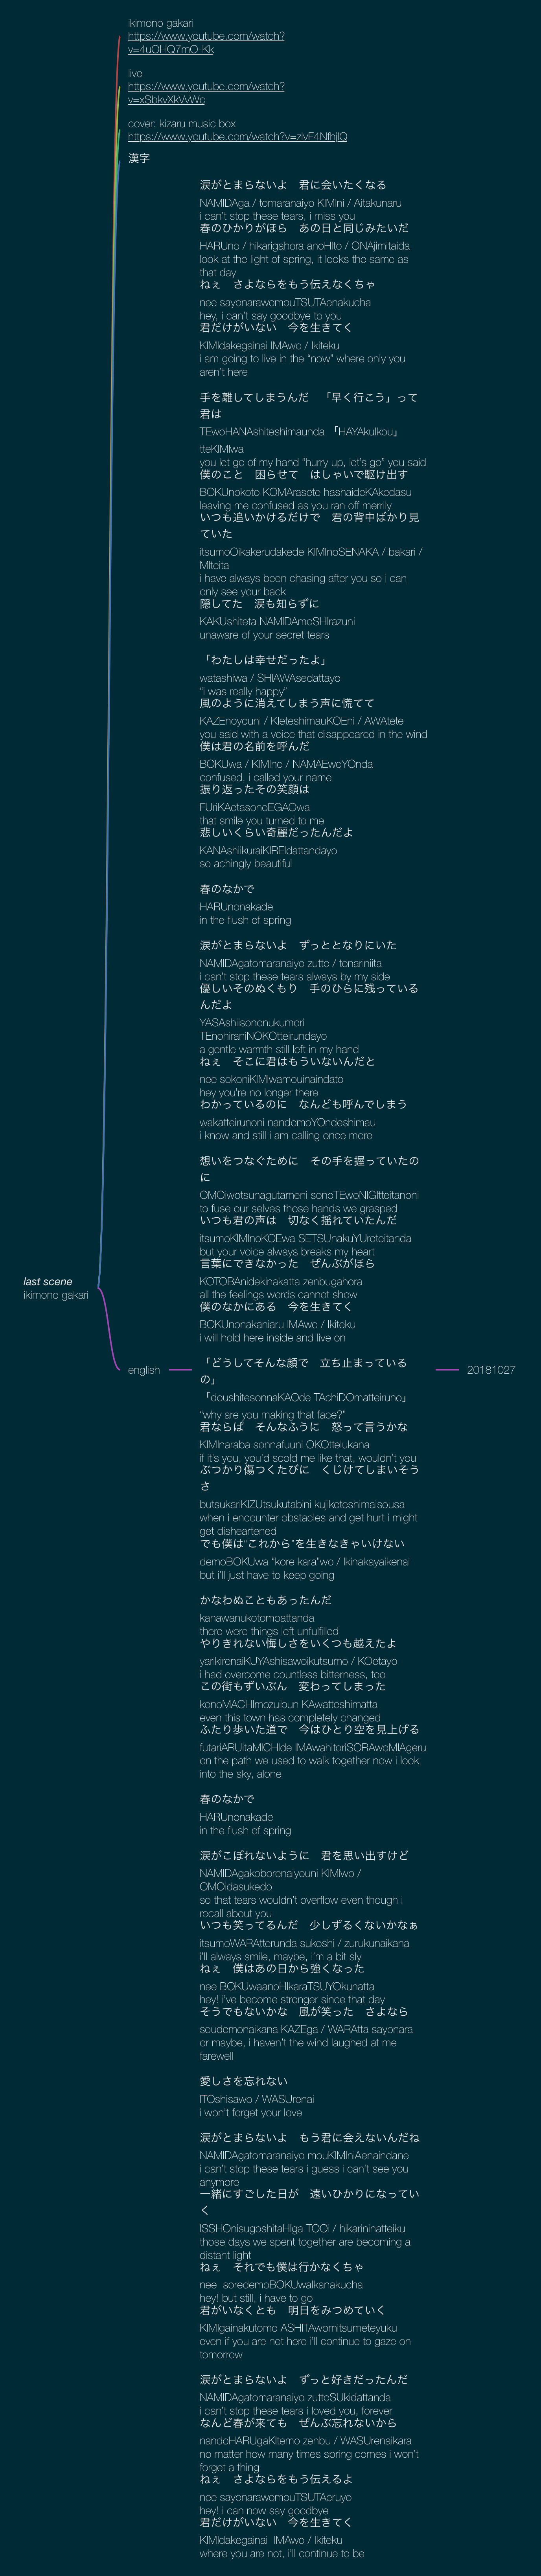 ikimono gakari
https://www.youtube.com/watch?
v=4uOHQ7mO-Kk
live
https://www.youtube.com/watch?
v=xSbkvXkVvWc
cover: kizaru music box
https://www.youtube.com/watch?v=zlvF4NfhjlQ
漢字
涙がとまらないよ　君に会いたくなる
NAMIDAga / tomaranaiyo KIMIni / Aitakunaru
i can't stop these tears, i miss you
春のひかりがほら　あの日と同じみたいだ
HARUno / hikarigahora anoHIto / ONAjimitaida
look at the light of spring, it looks the same as
that day
ねぇ　さよならをもう伝えなくちゃ
nee sayonarawomouTSUTAenakucha
hey, i can't say goodbye to you
君だけがいない　今を生きてく
KIMIdakegainai IMAwo / Ikiteku
i am going to live in the “now” where only you
aren't here
手を離してしまうんだ　「早く行こう」って
君は
TEwoHANAshiteshimaunda 「HAYAkuIkou」
tteKIMIwa
you let go of my hand “hurry up, let's go” you said
僕のこと　困らせて　はしゃいで駆け出す
BOKUnokoto KOMArasete hashaideKAkedasu
leaving me confused as you ran off merrily
いつも追いかけるだけで　君の背中ばかり見
ていた
itsumoOikakerudakede KIMInoSENAKA / bakari /
MIteita
i have always been chasing after you so i can
only see your back
隠してた　涙も知らずに
KAKUshiteta NAMIDAmoSHIrazuni
unaware of your secret tears
「わたしは幸せだったよ」
watashiwa / SHIAWAsedattayo
“i was really happy”
風のように消えてしまう声に慌てて
KAZEnoyouni / KIeteshimauKOEni / AWAtete
you said with a voice that disappeared in the wind
僕は君の名前を呼んだ
BOKUwa / KIMIno / NAMAEwoYOnda
confused, i called your name
振り返ったその笑顔は
FUriKAetasonoEGAOwa
that smile you turned to me
悲しいくらい奇麗だったんだよ
KANAshiikuraiKIREIdattandayo
so achingly beautiful
春のなかで
HARUnonakade
in the flush of spring
涙がとまらないよ　ずっととなりにいた
NAMIDAgatomaranaiyo zutto / tonariniita
i can't stop these tears always by my side
優しいそのぬくもり　手のひらに残っている
んだよ
YASAshiisononukumori
TEnohiraniNOKOtteirundayo
a gentle warmth still left in my hand
ねぇ　そこに君はもういないんだと
nee sokoniKIMIwamouinaindato
hey you're no longer there
わかっているのに　なんども呼んでしまう
wakatteirunoni nandomoYOndeshimau
i know and still i am calling once more
想いをつなぐために　その手を握っていたの
に
OMOiwotsunagutameni sonoTEwoNIGItteitanoni
to fuse our selves those hands we grasped
いつも君の声は　切なく揺れていたんだ
itsumoKIMInoKOEwa SETSUnakuYUreteitanda
but your voice always breaks my heart
言葉にできなかった　ぜんぶがほら
KOTOBAnidekinakatta zenbugahora
all the feelings words cannot show
僕のなかにある　今を生きてく
BOKUnonakaniaru IMAwo / Ikiteku
i will hold here inside and live on
last scene
ikimono gakari
english
「どうしてそんな顔で　立ち止まっている
の」
「doushitesonnaKAOde TAchiDOmatteiruno」
“why are you making that face?”
君ならば　そんなふうに　怒って言うかな
KIMInaraba sonnafuuni OKOtteIukana
if it's you, you'd scold me like that, wouldn't you
ぶつかり傷つくたびに　くじけてしまいそう
さ
butsukariKIZUtsukutabini kujiketeshimaisousa
when i encounter obstacles and get hurt i might
get disheartened
でも僕は“これから”を生きなきゃいけない
demoBOKUwa “kore kara”wo / Ikinakayaikenai
but i'll just have to keep going
かなわぬこともあったんだ
kanawanukotomoattanda
there were things left unfulfilled
やりきれない悔しさをいくつも越えたよ
yarikirenaiKUYAshisawoikutsumo / KOetayo
i had overcome countless bitterness, too
この街もずいぶん　変わってしまった
konoMACHImozuibun KAwatteshimatta
even this town has completely changed
ふたり歩いた道で　今はひとり空を見上げる
futariARUitaMICHIde IMAwahitoriSORAwoMIAgeru
on the path we used to walk together now i look
into the sky, alone
春のなかで
HARUnonakade
in the flush of spring
涙がこぼれないように　君を思い出すけど
NAMIDAgakoborenaiyouni KIMIwo /
OMOidasukedo
so that tears wouldn't overflow even though i
recall about you
いつも笑ってるんだ　少しずるくないかなぁ
itsumoWARAtterunda sukoshi / zurukunaikana
i'll always smile, maybe, i'm a bit sly
ねぇ　僕はあの日から強くなった
nee BOKUwaanoHIkaraTSUYOkunatta
hey! i've become stronger since that day
そうでもないかな　風が笑った　さよなら
soudemonaikana KAZEga / WARAtta sayonara
or maybe, i haven't the wind laughed at me
farewell
愛しさを忘れない
ITOshisawo / WASUrenai
i won't forget your love
涙がとまらないよ　もう君に会えないんだね
NAMIDAgatomaranaiyo mouKIMIniAenaindane
i can't stop these tears i guess i can't see you
anymore
一緒にすごした日が　遠いひかりになってい
く
ISSHOnisugoshitaHIga TOOi / hikarininatteiku
those days we spent together are becoming a
distant light
ねぇ　それでも僕は行かなくちゃ
nee  soredemoBOKUwaIkanakucha
hey! but still, i have to go
君がいなくとも　明日をみつめていく
KIMIgainakutomo ASHITAwomitsumeteyuku
even if you are not here i'll continue to gaze on
tomorrow
涙がとまらないよ　ずっと好きだったんだ
NAMIDAgatomaranaiyo zuttoSUkidattanda
i can't stop these tears i loved you, forever
なんど春が来ても　ぜんぶ忘れないから
nandoHARUgaKItemo zenbu / WASUrenaikara
no matter how many times spring comes i won't
forget a thing
ねぇ　さよならをもう伝えるよ
nee sayonarawomouTSUTAeruyo
hey! i can now say goodbye
君だけがいない　今を生きてく
KIMIdakegainai  IMAwo / Ikiteku
where you are not, i'll continue to be
20181027